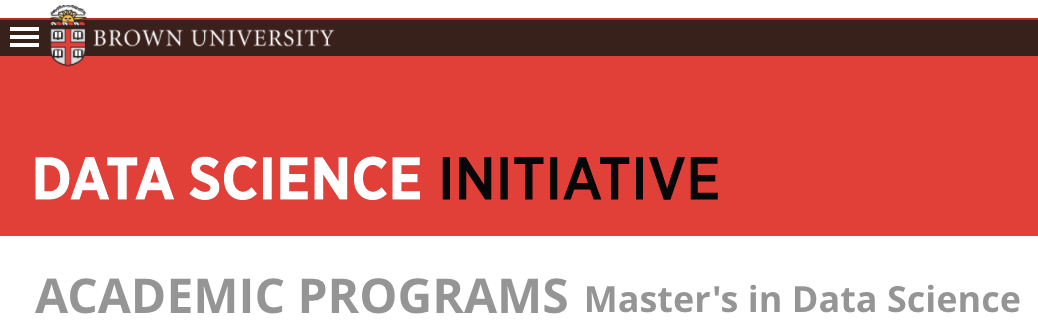 BROWN UNIVERSITY
DATA SCIENCE INITIATIVE
ACADEMIC PROGRAMS Master's in Data Science